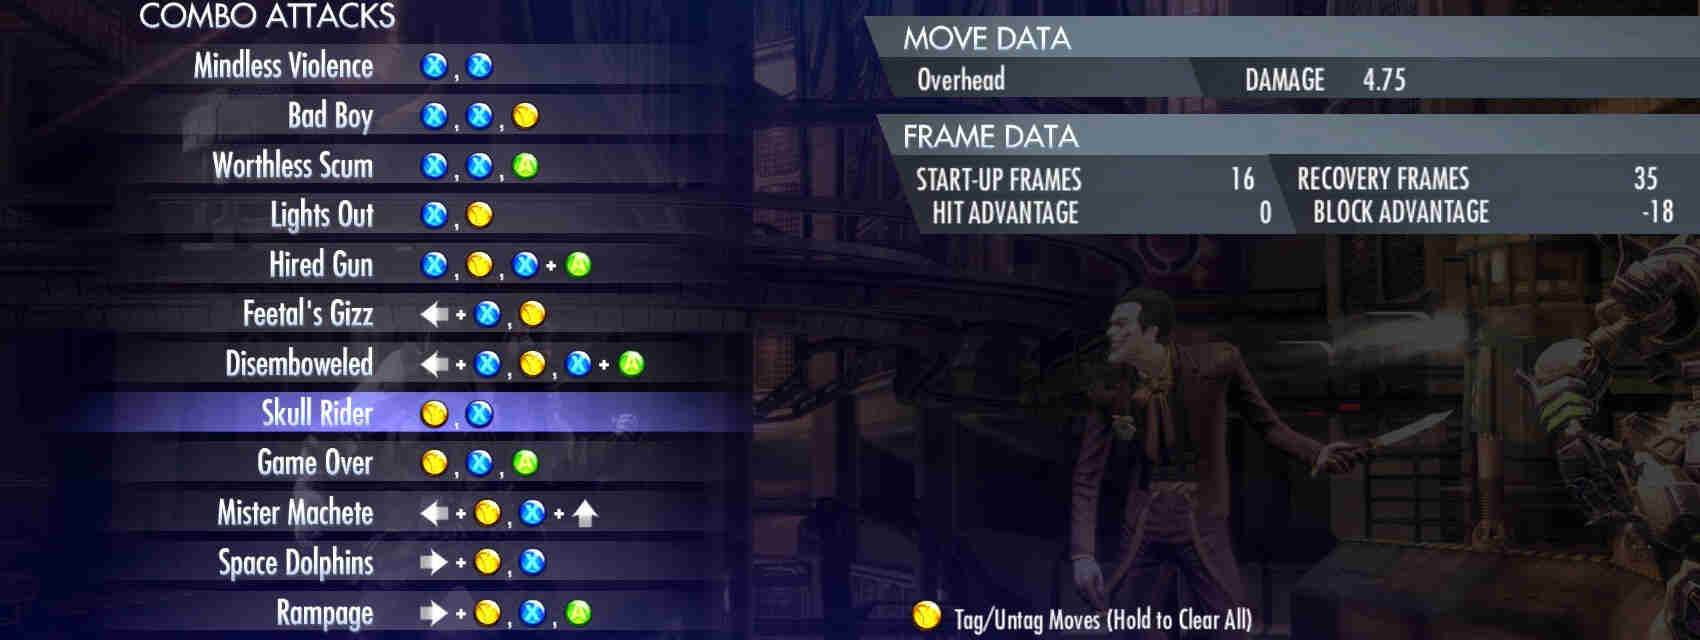 COMBO ATTACKS
Mindless Violence X , X
Bad Boy X , X , Y
Worthless Scum X , X , A
Lights Out X , Y
Hired Gun X , Y , X + A
Feetal's Gizz ← + X , Y
Disemboweled ← + X , Y , X + A
Skull Rider Y , X
Game Over Y , X , A
Mister Machete ← + Y , X + ↑
Space Dolphins → + Y , X
Rampage → + Y , X , A
MOVE DATA
Overhead DAMAGE 4.75
FRAME DATA
START-UP FRAMES 16 RECOVERY FRAMES 35
HIT ADVANTAGE 0 BLOCK ADVANTAGE -18
Y Tag/Untag Moves (Hold to Clear All)